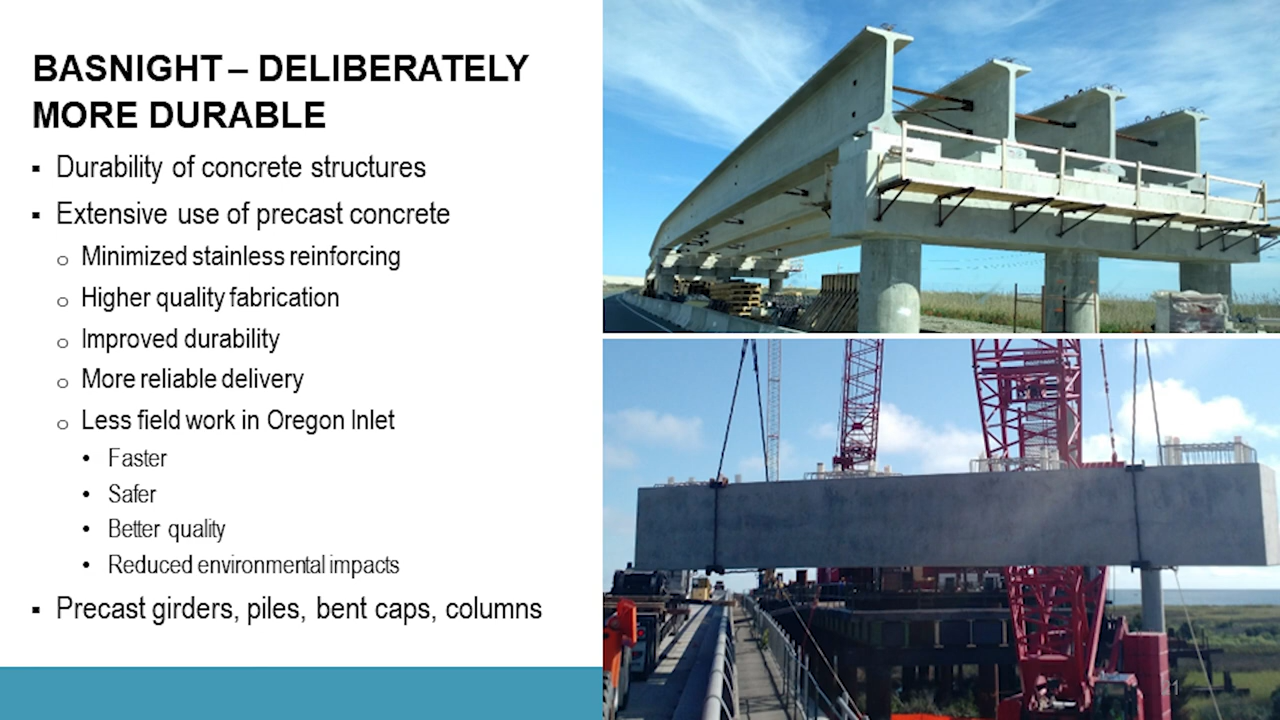 BASNIGHT – DELIBERATELY
MORE DURABLE
▪ Durability of concrete structures
▪ Extensive use of precast concrete
o Minimized stainless reinforcing
o Higher quality fabrication
o Improved durability
o More reliable delivery
o Less field work in Oregon Inlet
• Faster
• Safer
• Better quality
• Reduced environmental impacts
▪ Precast girders, piles, bent caps, columns